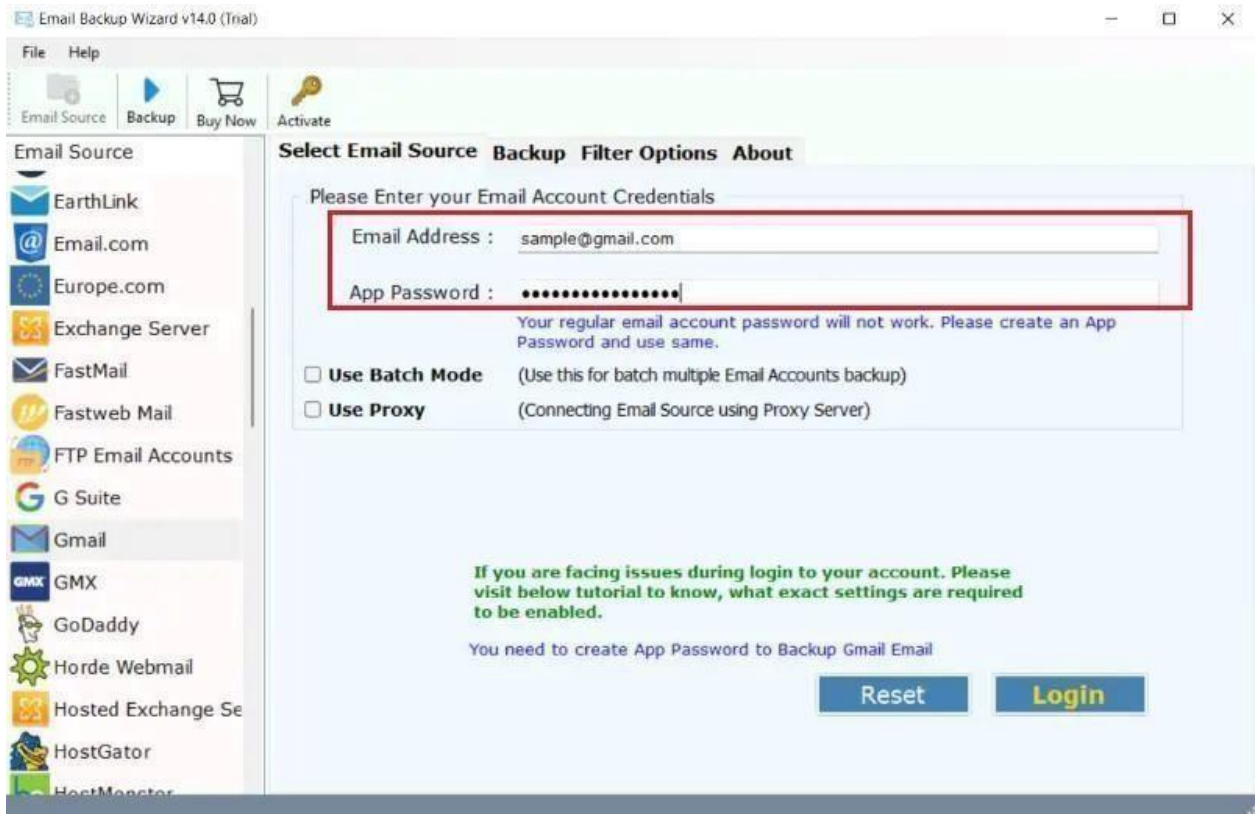 Email Backup Wizard v14.0 (Trial)
File Help
Email Source Backup Buy Now Activate
Email Source
EarthLink
@ Email.com
Europe.com
Exchange Server
FastMail
Fastweb Mail
FTP FTP Email Accounts
G G Suite
Gmail
GMX GMX
GoDaddy
Horde Webmail
Hosted Exchange Se
HostGator
HostMonster
Select Email Source Backup Filter Options About
Please Enter your Email Account Credentials
Email Address : sample@gmail.com
App Password : ••••••••••••••••
Your regular email account password will not work. Please create an App
Password and use same.
Use Batch Mode (Use this for batch multiple Email Accounts backup)
Use Proxy (Connecting Email Source using Proxy Server)
If you are facing issues during login to your account. Please
visit below tutorial to know, what exact settings are required
to be enabled.
You need to create App Password to Backup Gmail Email
Reset Login